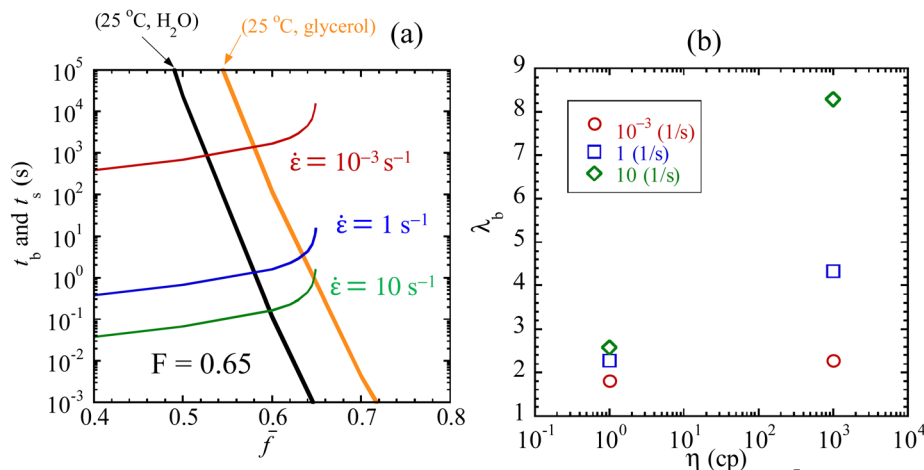 (25 °C, H₂O)
(25 °C, glycerol)
(a)
10⁵
10⁴
10³
10²
10¹
10⁰
10⁻¹
10⁻²
10⁻³
t_b and t_s (s)
ε̇ = 10⁻³ s⁻¹
ε̇ = 1 s⁻¹
ε̇ = 10 s⁻¹
F = 0.65
0.4 0.5 0.6 0.7 0.8
f̄
(b)
9
8
7
6
5
4
3
2
1
λ_b
10⁻³ (1/s)
1 (1/s)
10 (1/s)
10⁻¹ 10⁰ 10¹ 10² 10³ 10⁴
η (cp)